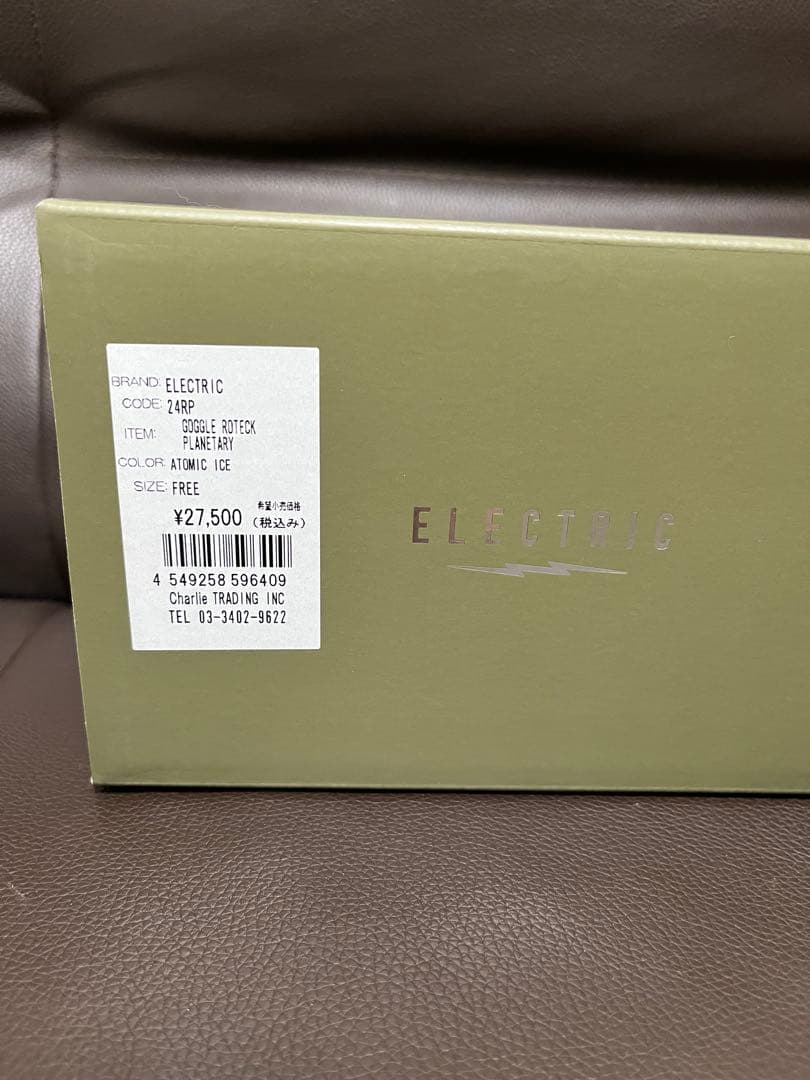 BRAND: ELECTRIC
CODE: 24RP
ITEM: GOGGLE ROTECK
PLANETARY
COLOR: ATOMIC ICE
SIZE: FREE
希望小売価格
¥27,500 (税込み)
4 549258 596409
Charlie TRADING INC
TEL 03-3402-9622
ELECTRIC